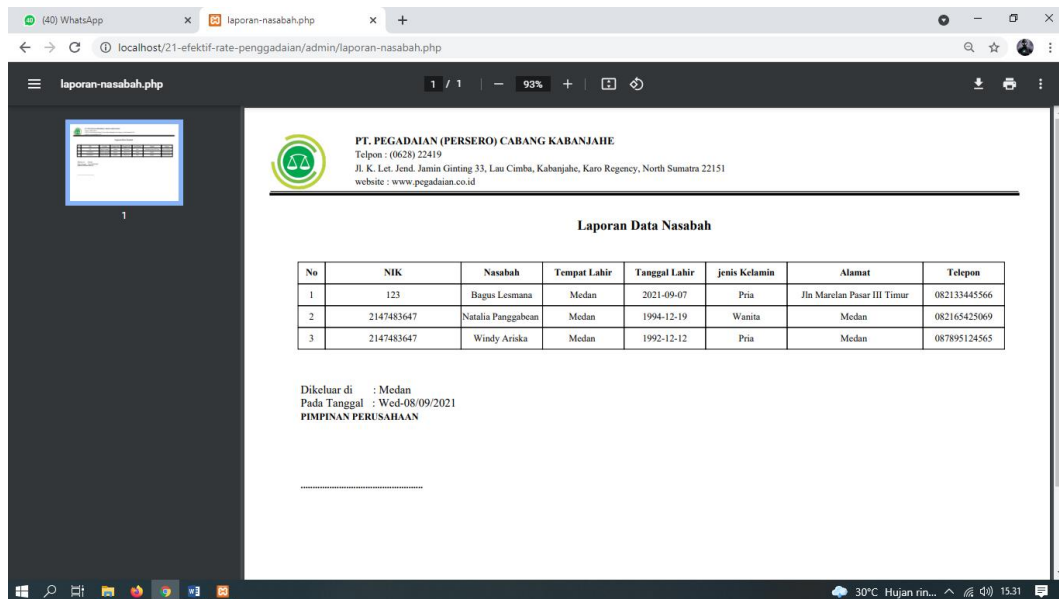 (40) WhatsApp
laporan-nasabah.php
localhost/21-efektif-rate-penggadaian/admin/laporan-nasabah.php
laporan-nasabah.php 1 / 1 93%
1
PT. PEGADAIAN (PERSERO) CABANG KABANJAHE
Telpon : (0628) 22419
Jl. K. Let. Jend. Jamin Ginting 33, Lau Cimba, Kabanjahe, Karo Regency, North Sumatra 22151
website : www.pegadaian.co.id
Laporan Data Nasabah
No NIK Nasabah Tempat Lahir Tanggal Lahir jenis Kelamin Alamat Telepon
1 123 Bagus Lesmana Medan 2021-09-07 Pria Jln Marelan Pasar III Timur 082133445566
2 2147483647 Natalia Panggabean Medan 1994-12-19 Wanita Medan 082165425069
3 2147483647 Windy Ariska Medan 1992-12-12 Pria Medan 087895124565
Dikeluar di : Medan
Pada Tanggal : Wed-08/09/2021
PIMPINAN PERUSAHAAN
..................................................
30°C Hujan rin... 15.31